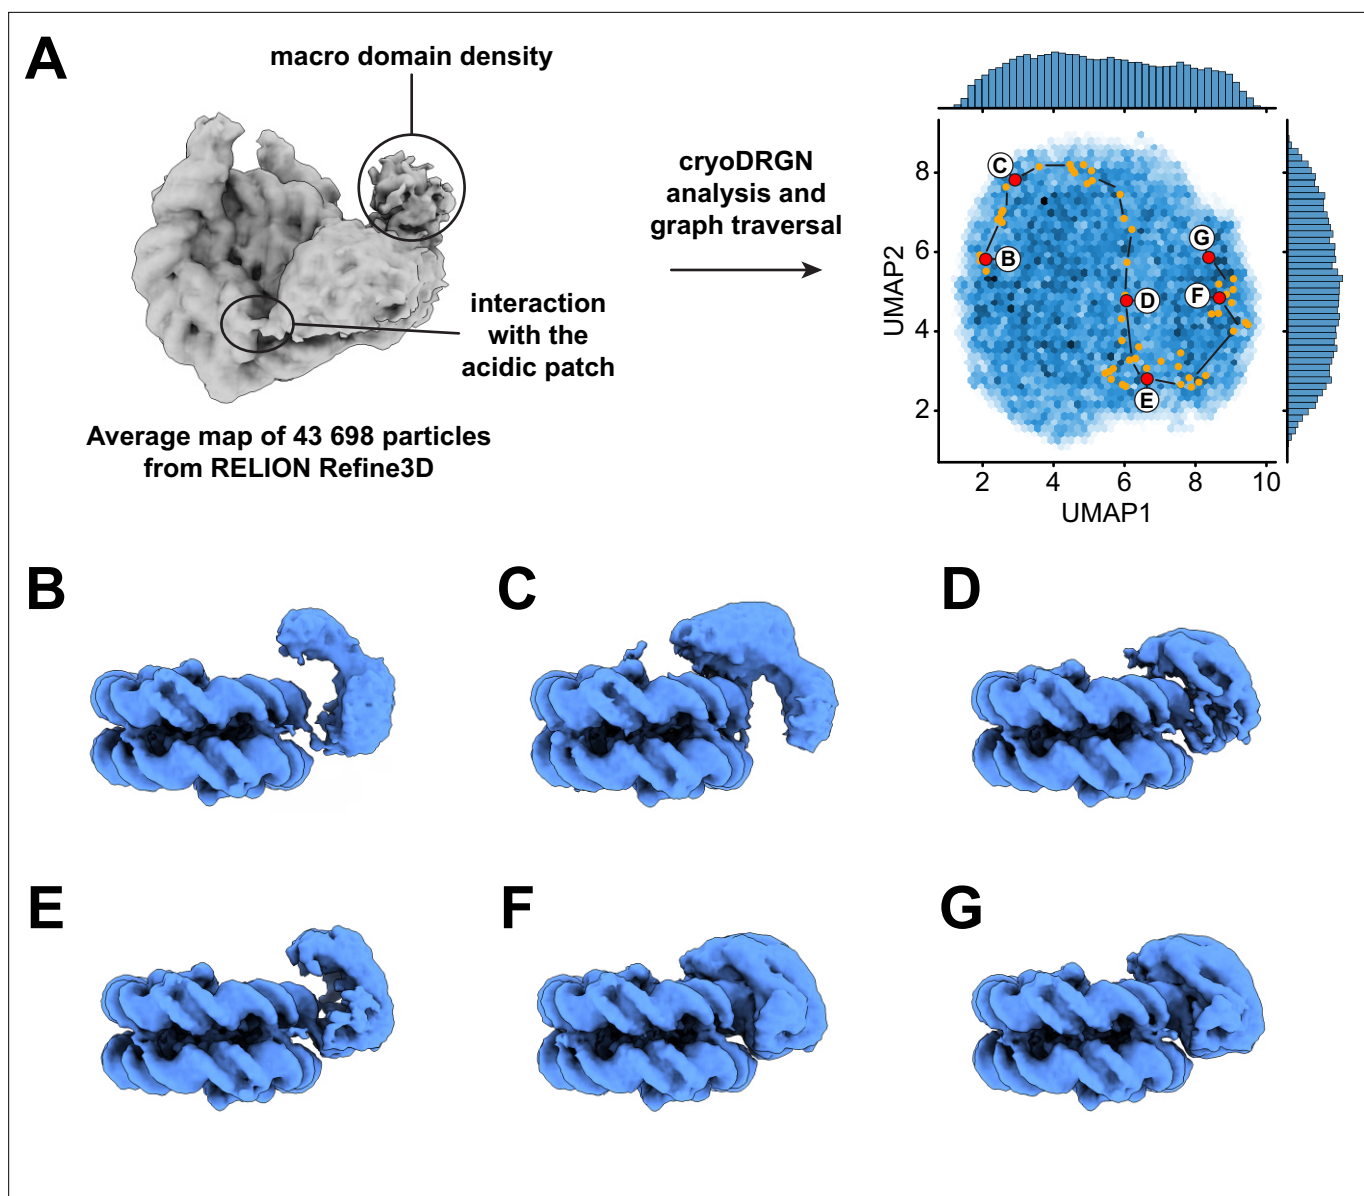 A
macro domain density
interaction
with the
acidic patch
Average map of 43 698 particles
from RELION Refine3D
cryoDRGN
analysis and
graph traversal
C
B
D
E
F
G
8
6
4
2
UMAP2
2 4 6 8 10
UMAP1
B
C
D
E
F
G